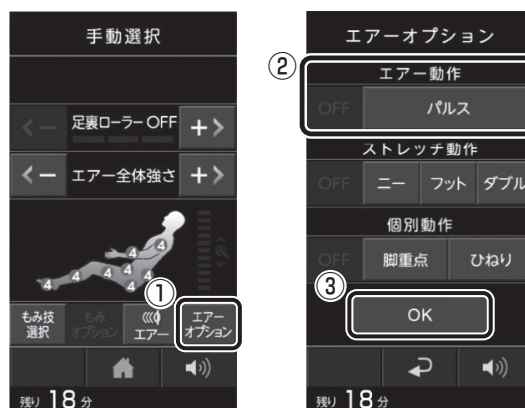 手動選択
足裏ローラー OFF
<− +>
エアー全体強さ
<− +>
4 4 4 4 4 4 4
①
もみ技
選択
もみ
オプション
エアー
エアー
オプション
残り 18 分
エアーオプション
②
エアー動作
OFF パルス
ストレッチ動作
OFF ニー フット ダブル
個別動作
OFF 脚重点 ひねり
③
OK
残り 18 分